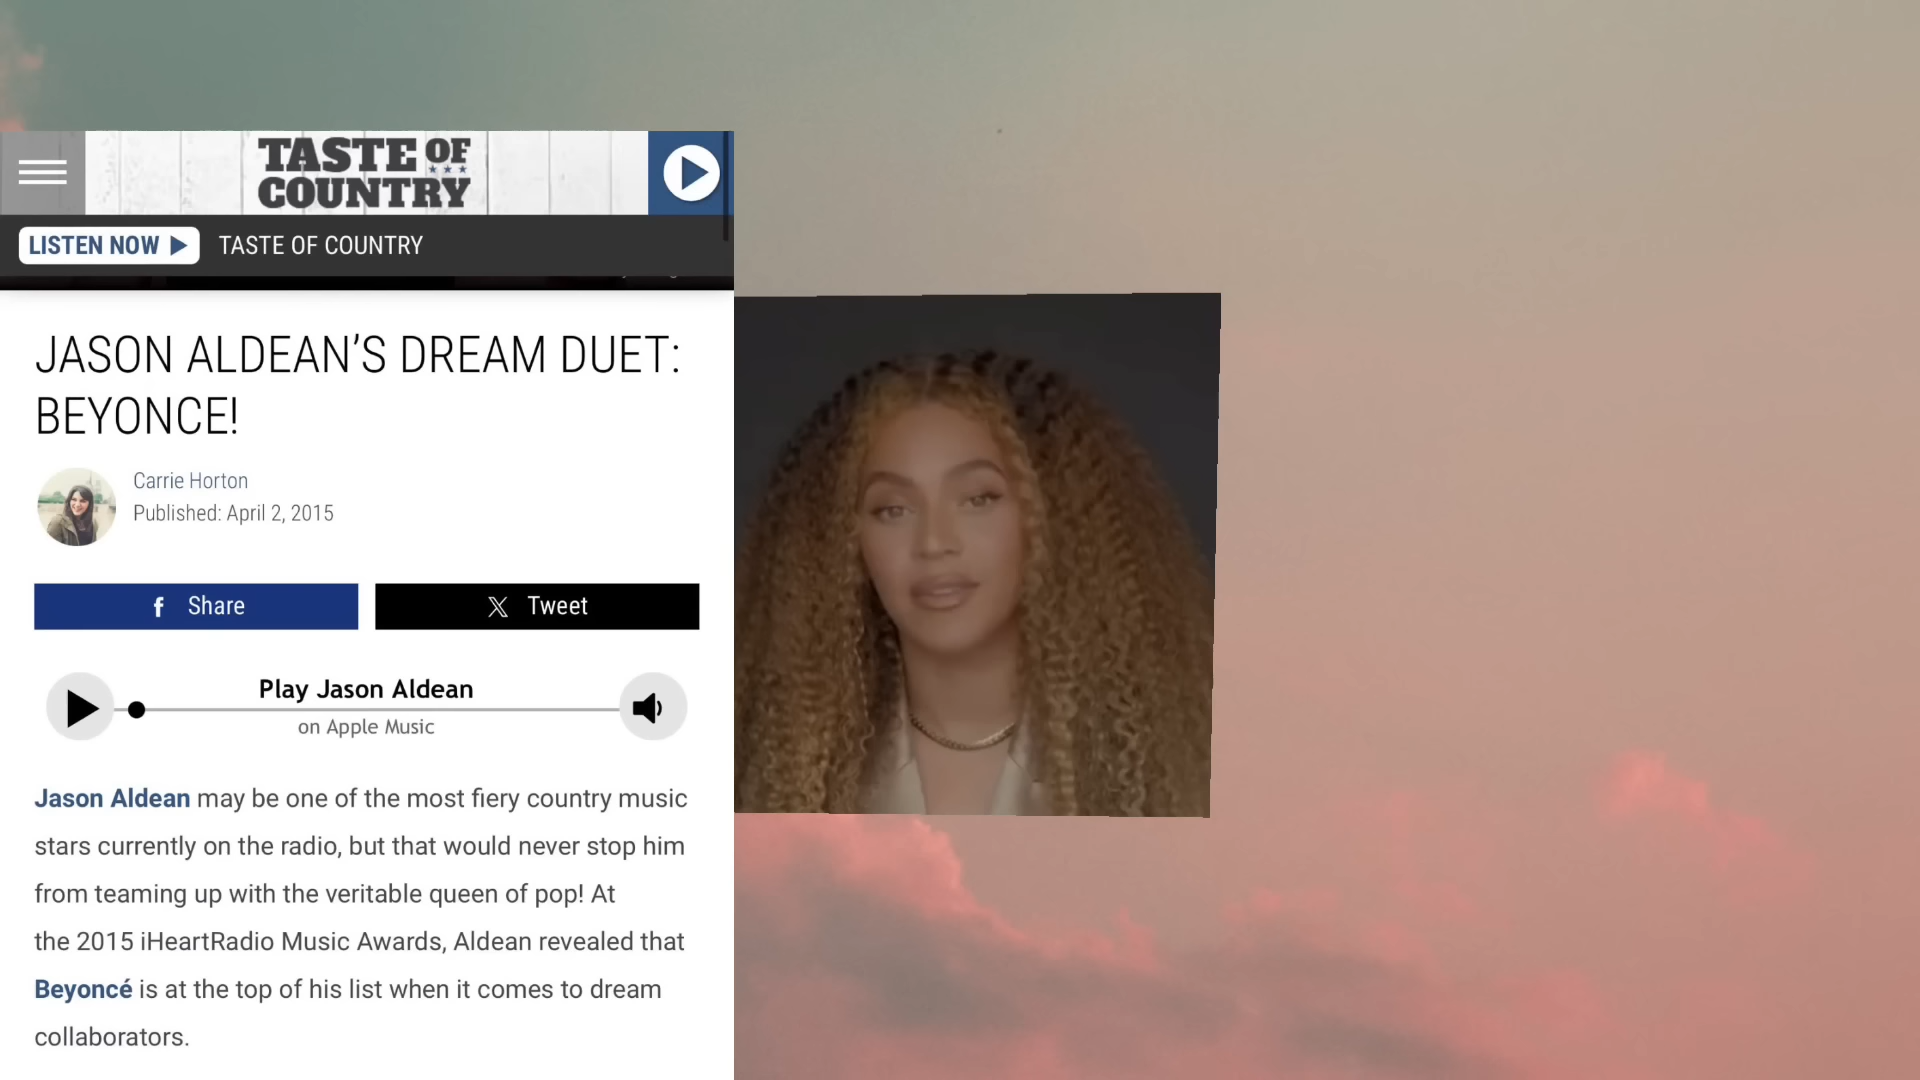 TASTE OF
COUNTRY
LISTEN NOW TASTE OF COUNTRY
JASON ALDEAN’S DREAM DUET:
BEYONCE!
Carrie Horton
Published: April 2, 2015
f Share
X Tweet
Play Jason Aldean
on Apple Music
Jason Aldean may be one of the most fiery country music
stars currently on the radio, but that would never stop him
from teaming up with the veritable queen of pop! At
the 2015 iHeartRadio Music Awards, Aldean revealed that
Beyoncé is at the top of his list when it comes to dream
collaborators.